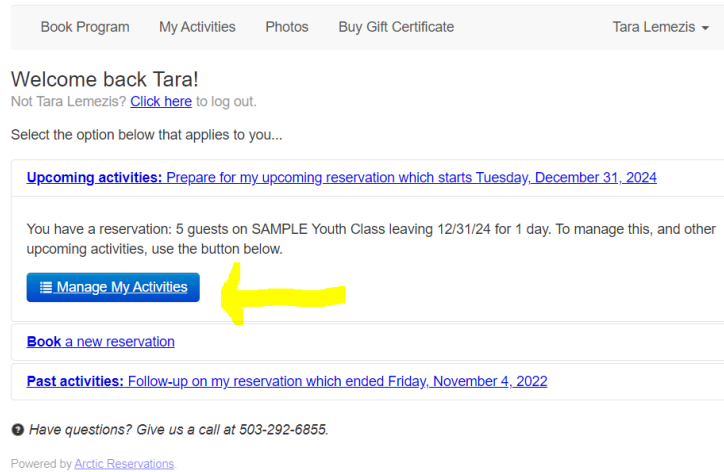 Book Program My Activities Photos Buy Gift Certificate Tara Lemezis
Welcome back Tara!
Not Tara Lemezis? Click here to log out.
Select the option below that applies to you...
Upcoming activities: Prepare for my upcoming reservation which starts Tuesday, December 31, 2024
You have a reservation: 5 guests on SAMPLE Youth Class leaving 12/31/24 for 1 day. To manage this, and other
upcoming activities, use the button below.
Manage My Activities
Book a new reservation
Past activities: Follow-up on my reservation which ended Friday, November 4, 2022
Have questions? Give us a call at 503-292-6855.
Powered by Arctic Reservations.